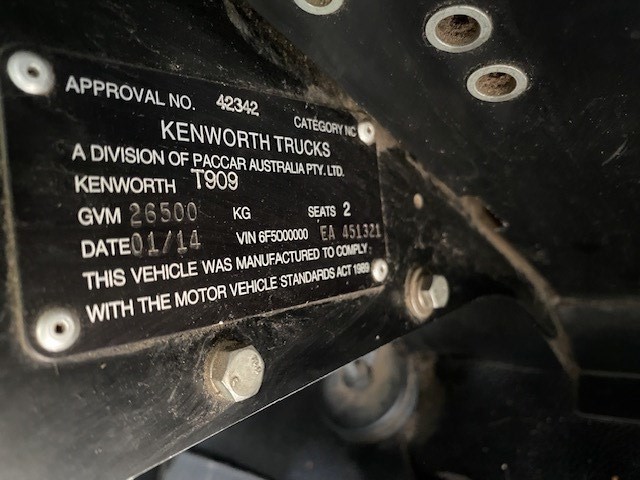 APPROVAL NO. 42342
CATEGORY NC
KENWORTH TRUCKS
A DIVISION OF PACCAR AUSTRALIA PTY. LTD.
KENWORTH T909
GVM 26500 KG SEATS 2
DATE 01/14 VIN 6F5000000 EA 451321
THIS VEHICLE WAS MANUFACTURED TO COMPLY
WITH THE MOTOR VEHICLE STANDARDS ACT 1989